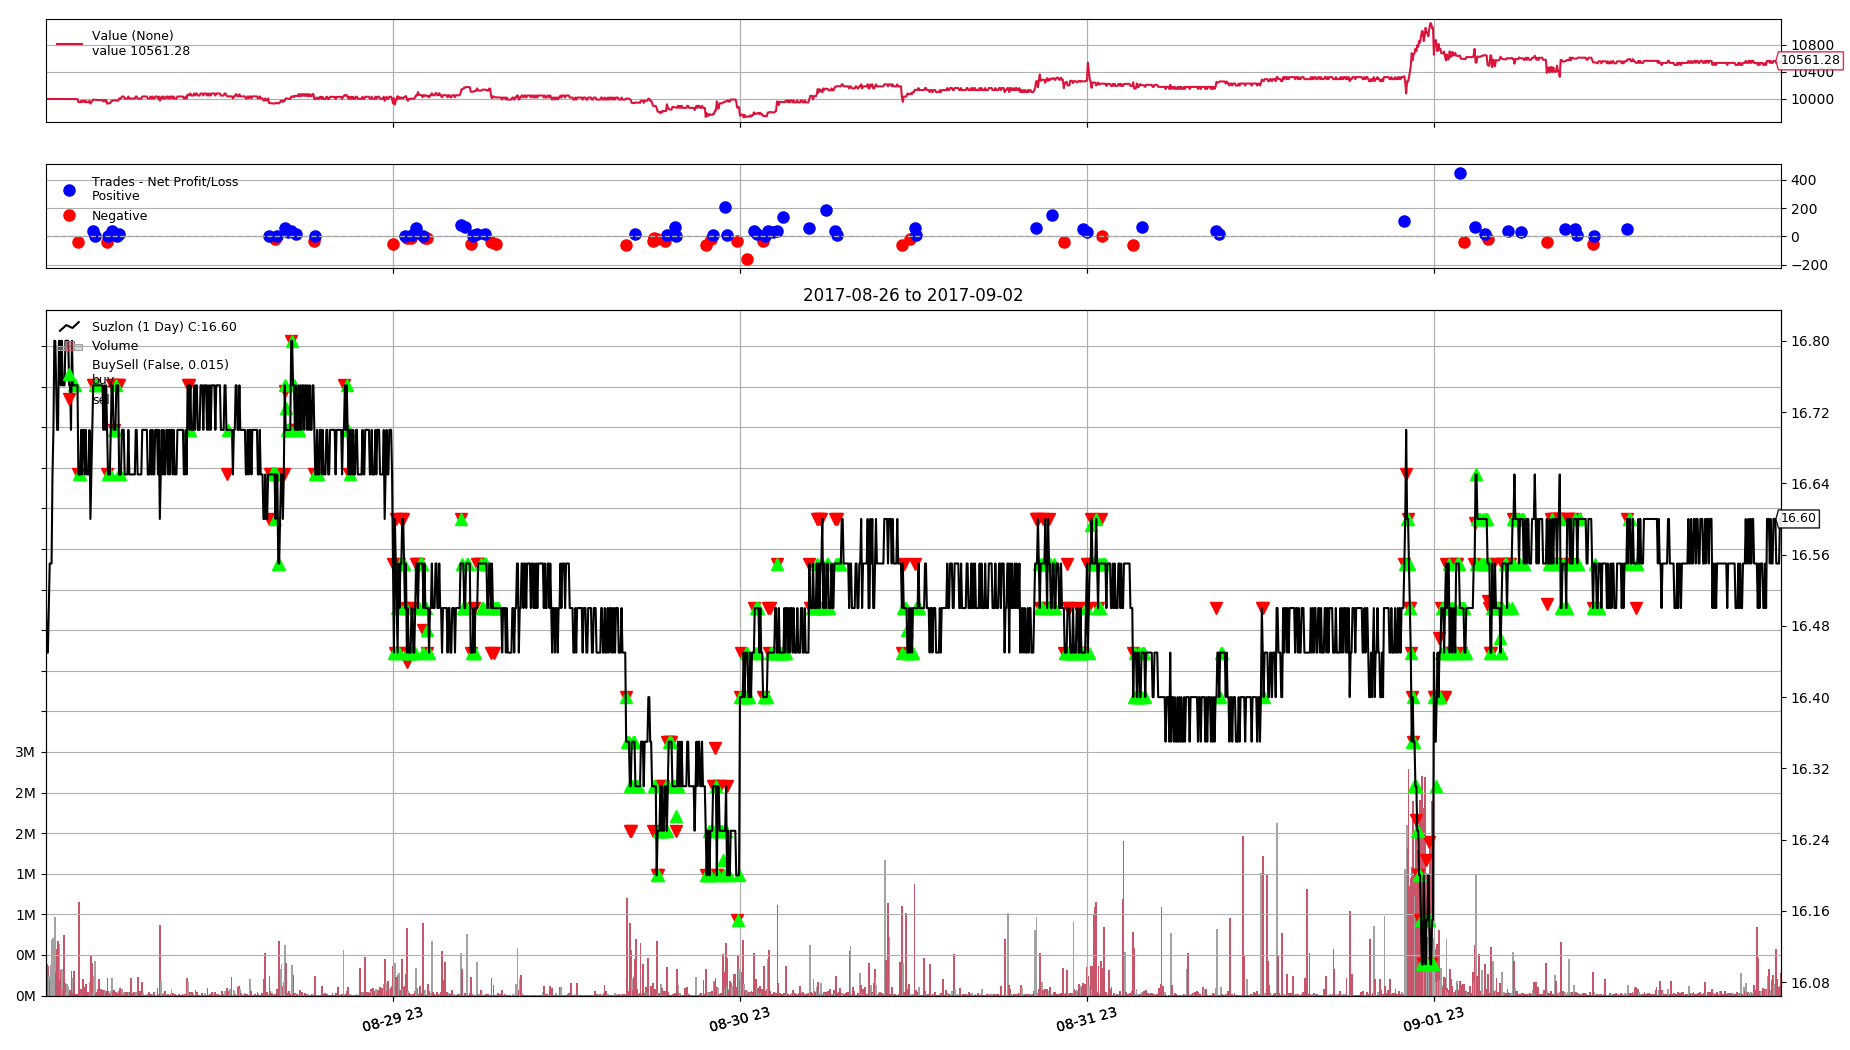 Value (None)
value 10561.28
10800
10561.28
10400
10000
Trades - Net Profit/Loss
Positive
Negative
400
200
0
−200
2017-08-26 to 2017-09-02
Suzlon (1 Day) C:16.60
Volume
BuySell (False, 0.015)
buy
sell
16.80
16.72
16.64
16.60
16.56
16.48
16.40
16.32
16.24
16.16
16.08
3M
2M
2M
1M
1M
0M
0M
08-29 23
08-30 23
08-31 23
09-01 23